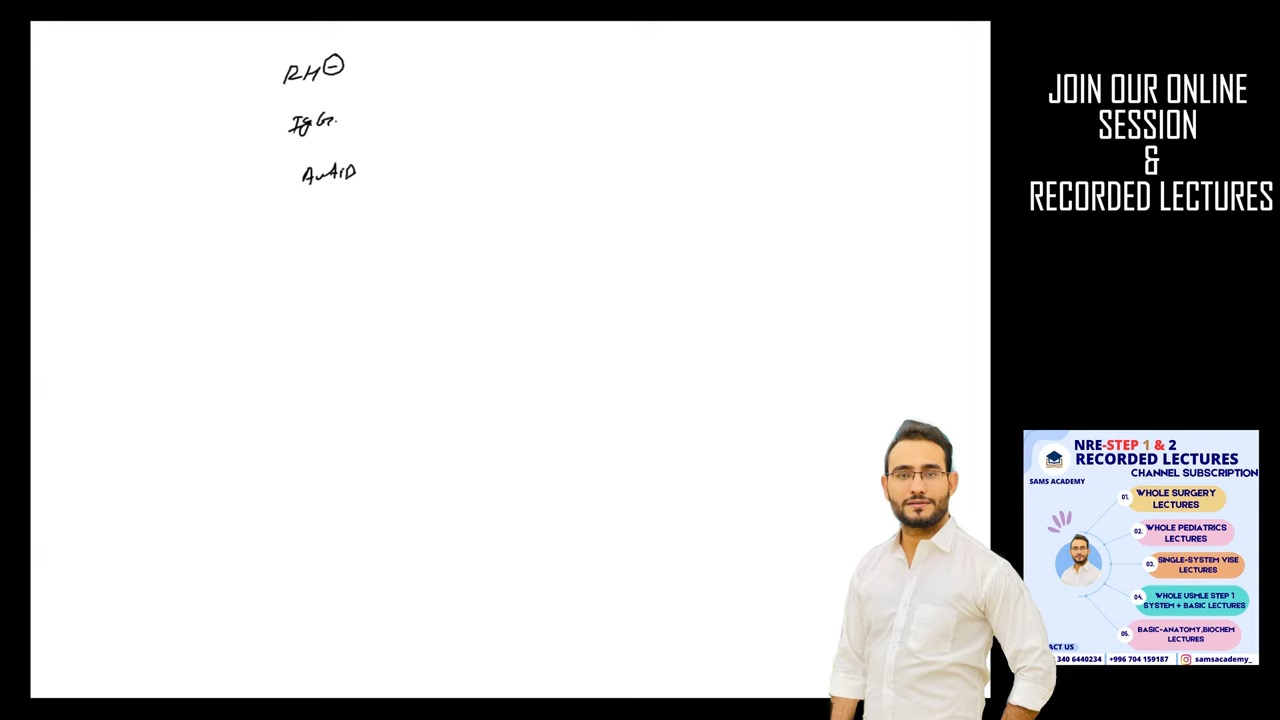 RH⊖
IgG.
AntiD
JOIN OUR ONLINE
SESSION
&
RECORDED LECTURES
NRE-STEP 1 & 2
RECORDED LECTURES
CHANNEL SUBSCRIPTION
SAMS ACADEMY
01. WHOLE SURGERY
LECTURES
02. WHOLE PEDIATRICS
LECTURES
03. SINGLE-SYSTEM VISE
LECTURES
04. WHOLE USMLE STEP 1
SYSTEM + BASIC LECTURES
05. BASIC-ANATOMY,BIOCHEM
LECTURES
ACT US
340 6440234 | +996 704 159187 | samsacademy_